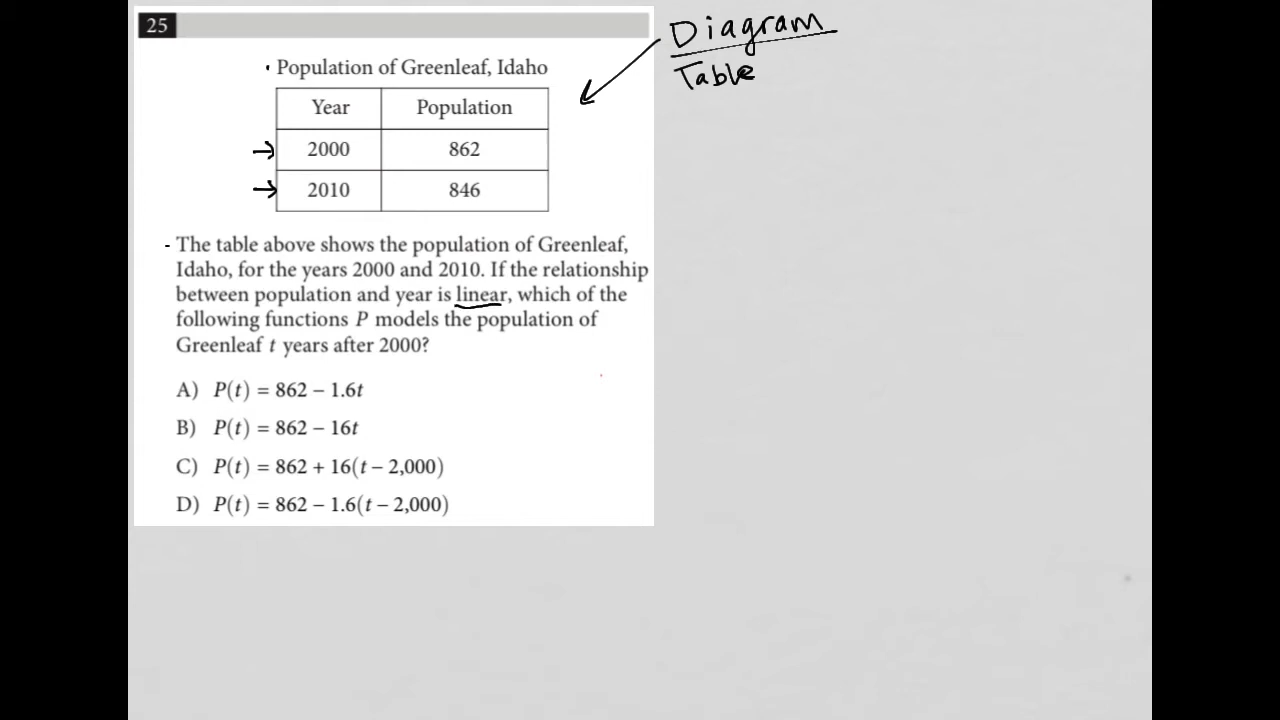 25
Diagram
Table
Population of Greenleaf, Idaho
Year Population
2000 862
2010 846
The table above shows the population of Greenleaf,
Idaho, for the years 2000 and 2010. If the relationship
between population and year is linear, which of the
following functions P models the population of
Greenleaf t years after 2000?
A) P(t) = 862 – 1.6t
B) P(t) = 862 – 16t
C) P(t) = 862 + 16(t – 2,000)
D) P(t) = 862 – 1.6(t – 2,000)